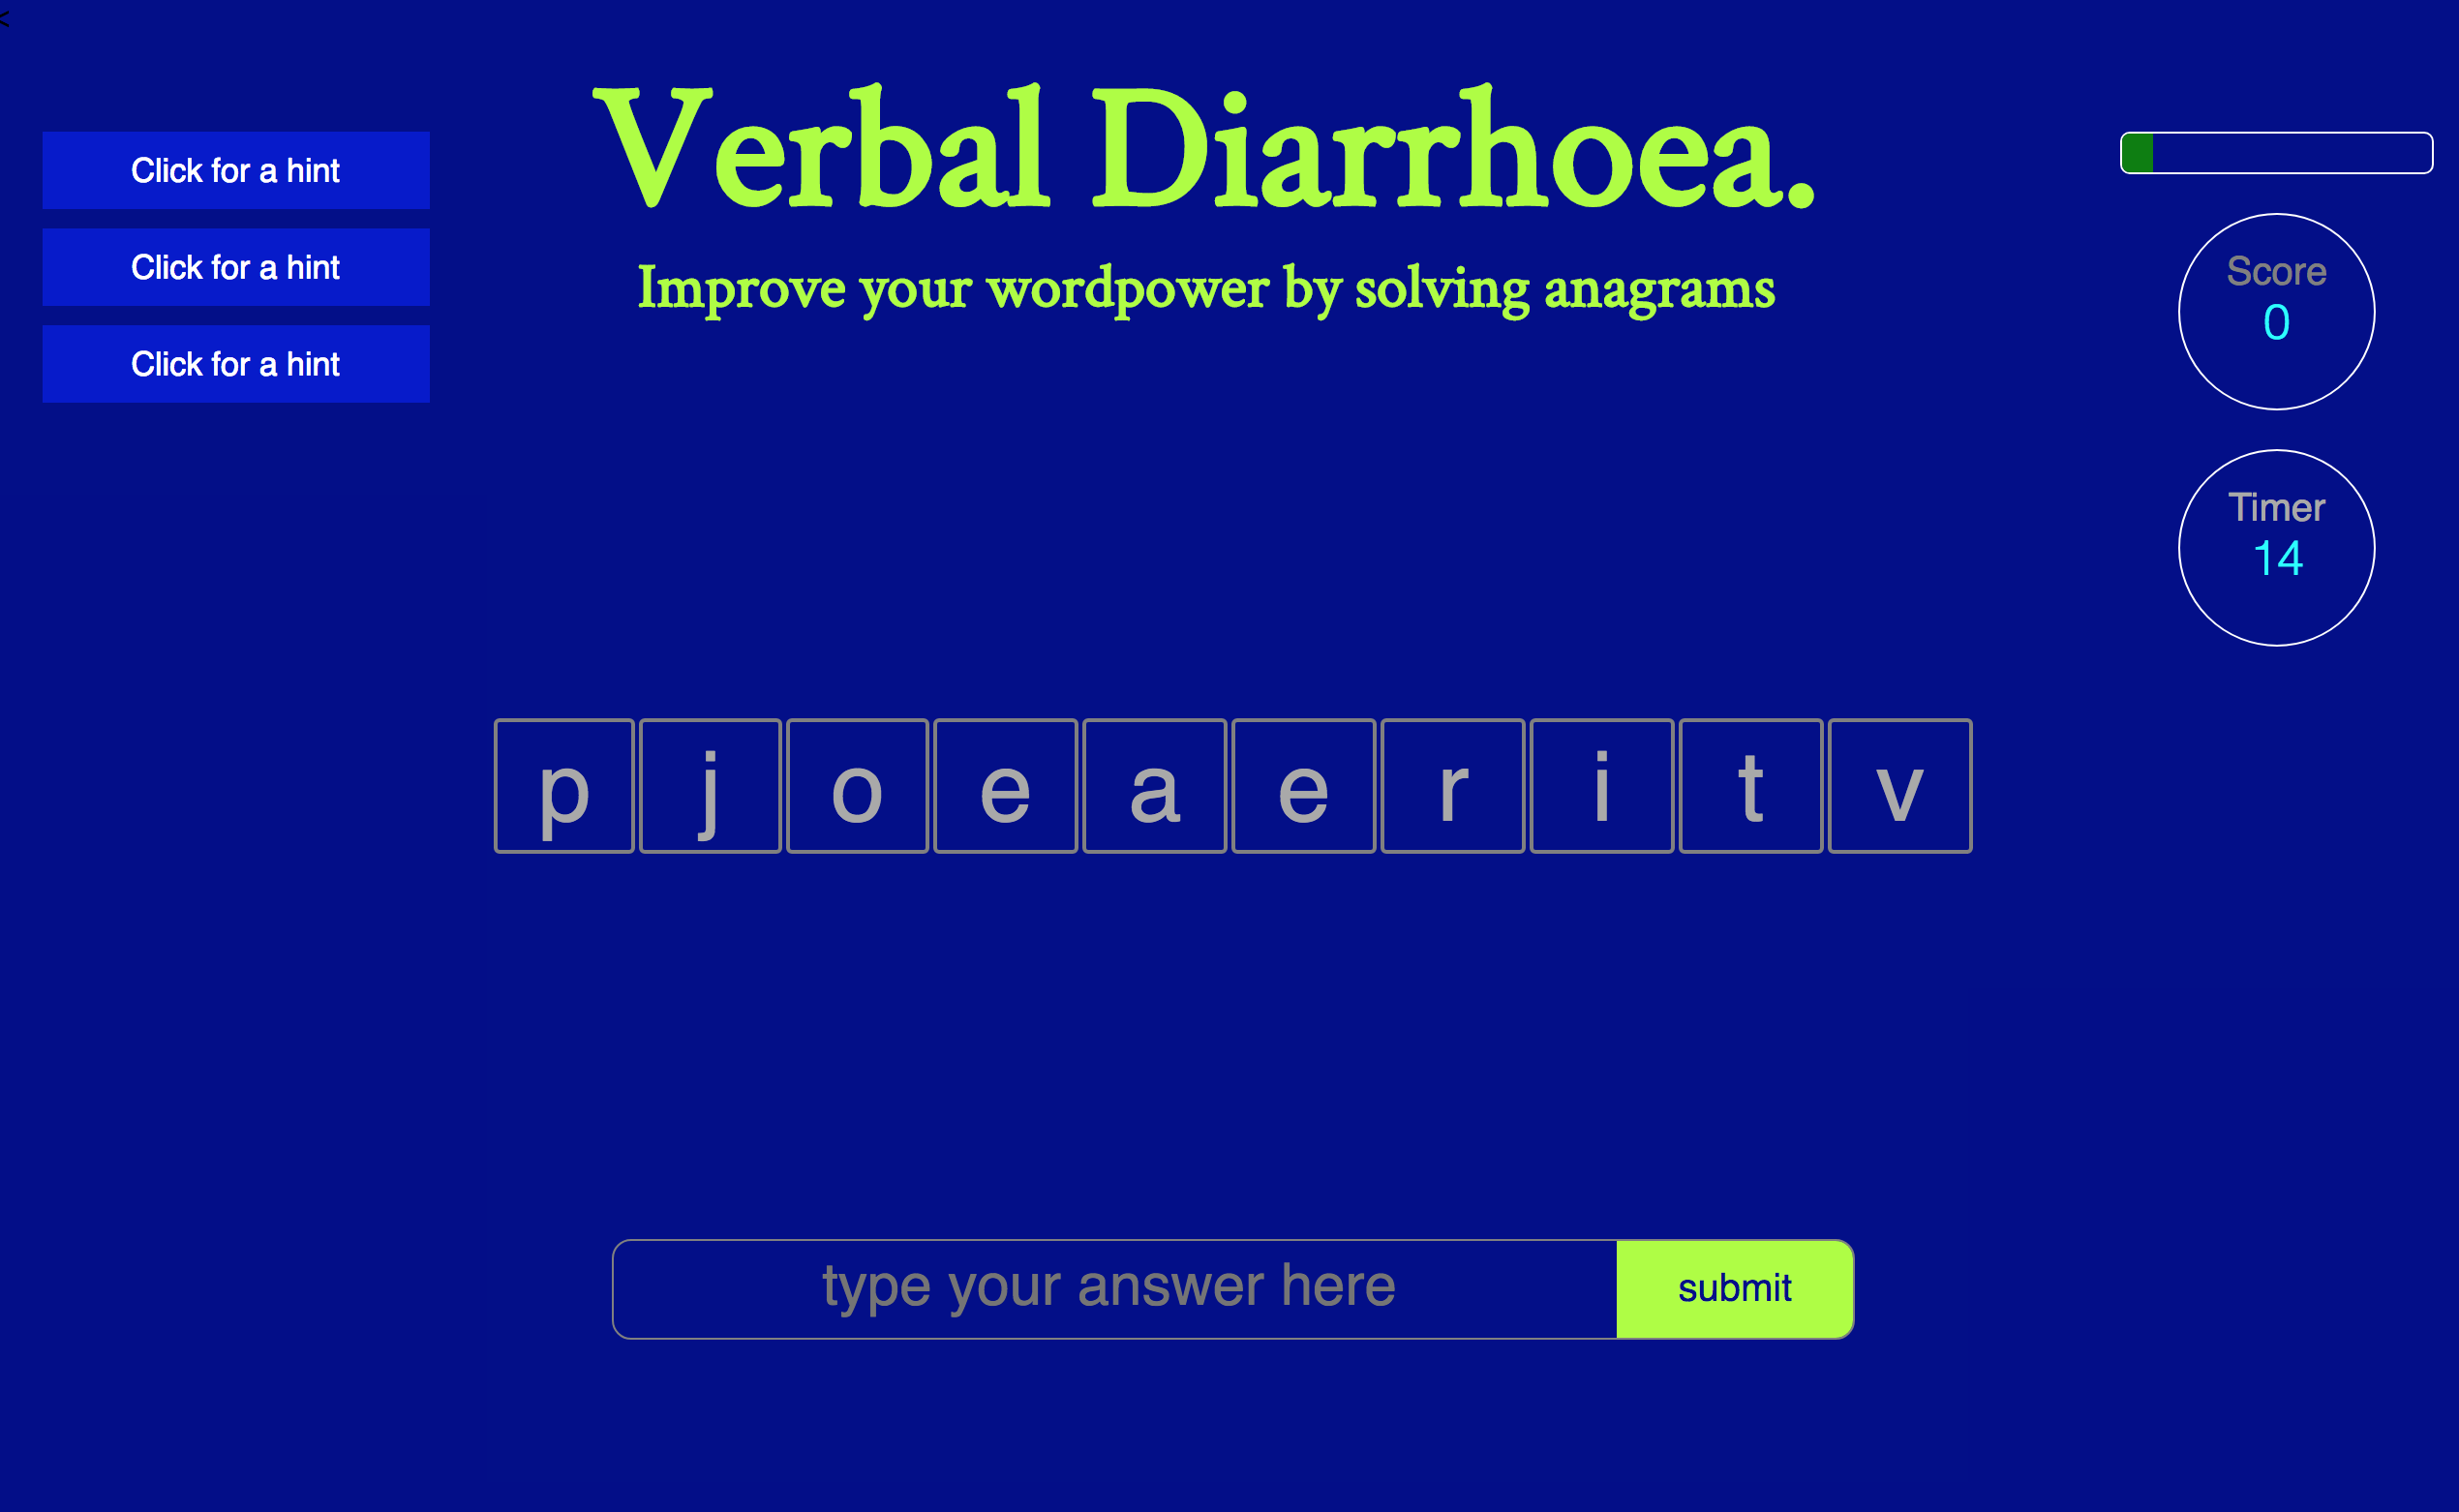 <
Verbal Diarrhoea.
Improve your wordpower by solving anagrams
Click for a hint
Click for a hint
Click for a hint
Score
0
Timer
14
p j o e a e r i t v
type your answer here
submit